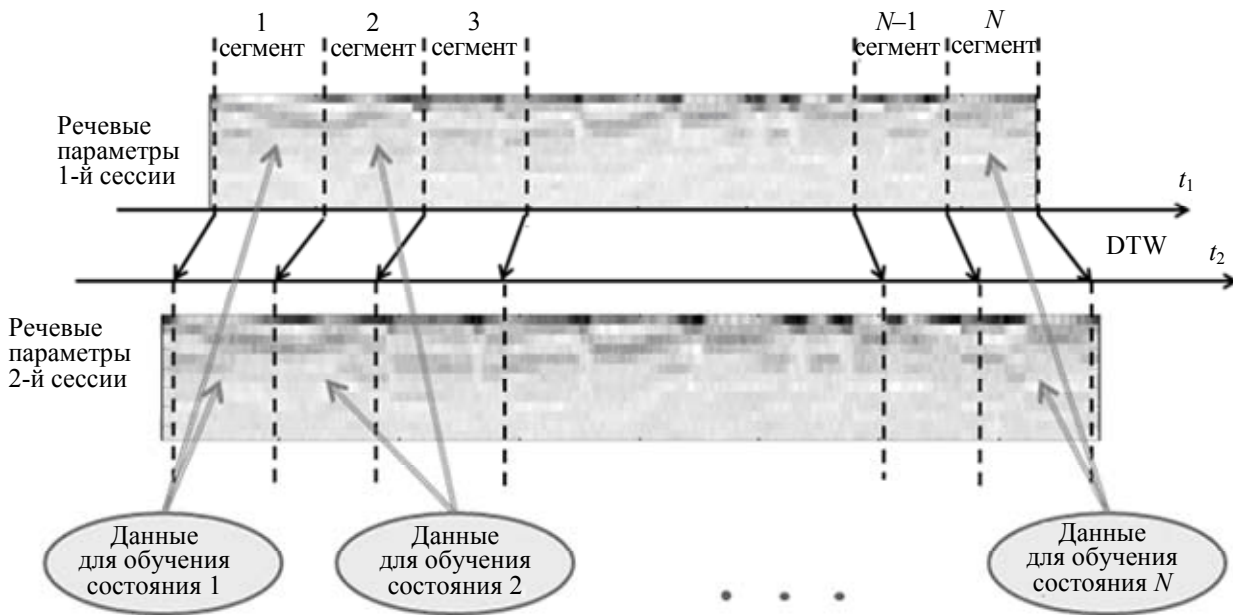 1
сегмент
2
сегмент
3
сегмент
N–1
сегмент
N
сегмент
Речевые
параметры
1-й сессии
t1
DTW
t2
Речевые
параметры
2-й сессии
Данные
для обучения
состояния 1
Данные
для обучения
состояния 2
Данные
для обучения
состояния N